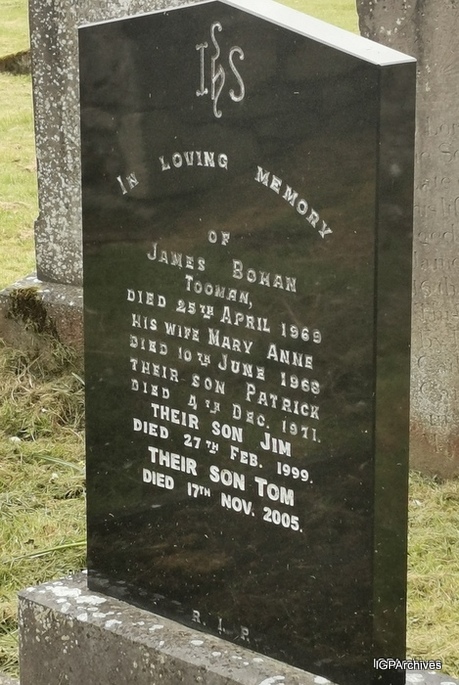 IHS
IN LOVING MEMORY
OF
JAMES BOHAN
TOOMAN,
DIED 25TH APRIL 1969
HIS WIFE MARY ANNE
DIED 10TH JUNE 1968
THEIR SON PATRICK
DIED 4TH DEC. 1971.
THEIR SON JIM
DIED 27TH FEB. 1999.
THEIR SON TOM
DIED 17TH NOV. 2005.
R.I.P.
IGPArchives